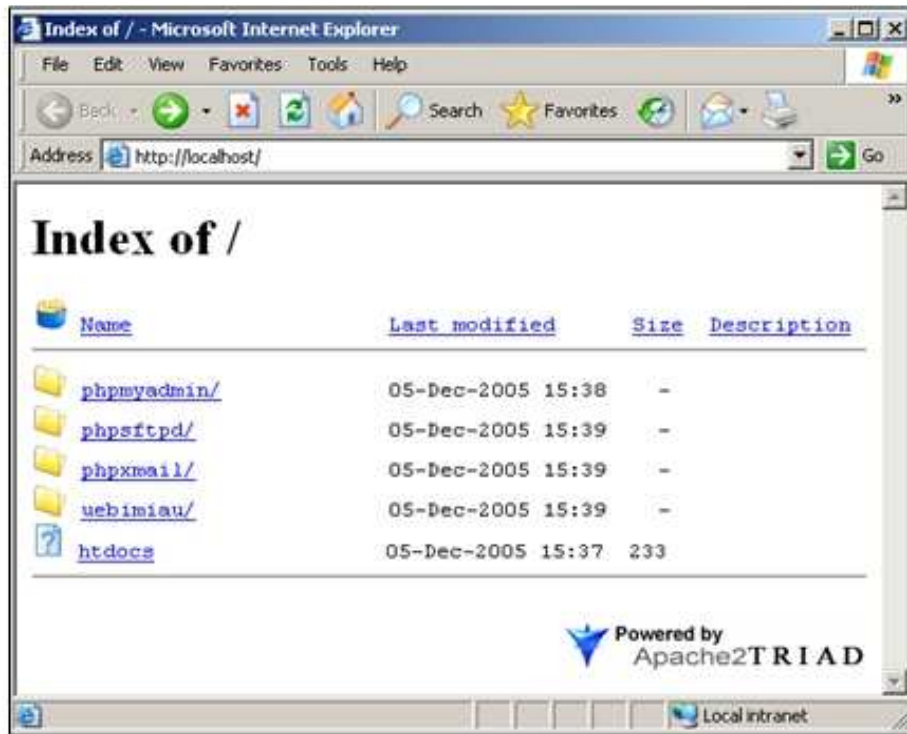 Index of / - Microsoft Internet Explorer
File Edit View Favorites Tools Help
Back Search Favorites »
Address http://localhost/ Go
Index of /
Name Last modified Size Description
phpmyadmin/ 05-Dec-2005 15:38 -
phpsftpd/ 05-Dec-2005 15:39 -
phpxmail/ 05-Dec-2005 15:39 -
uebimiau/ 05-Dec-2005 15:39 -
htdocs 05-Dec-2005 15:37 233
Powered by
Apache2TRIAD
Local intranet